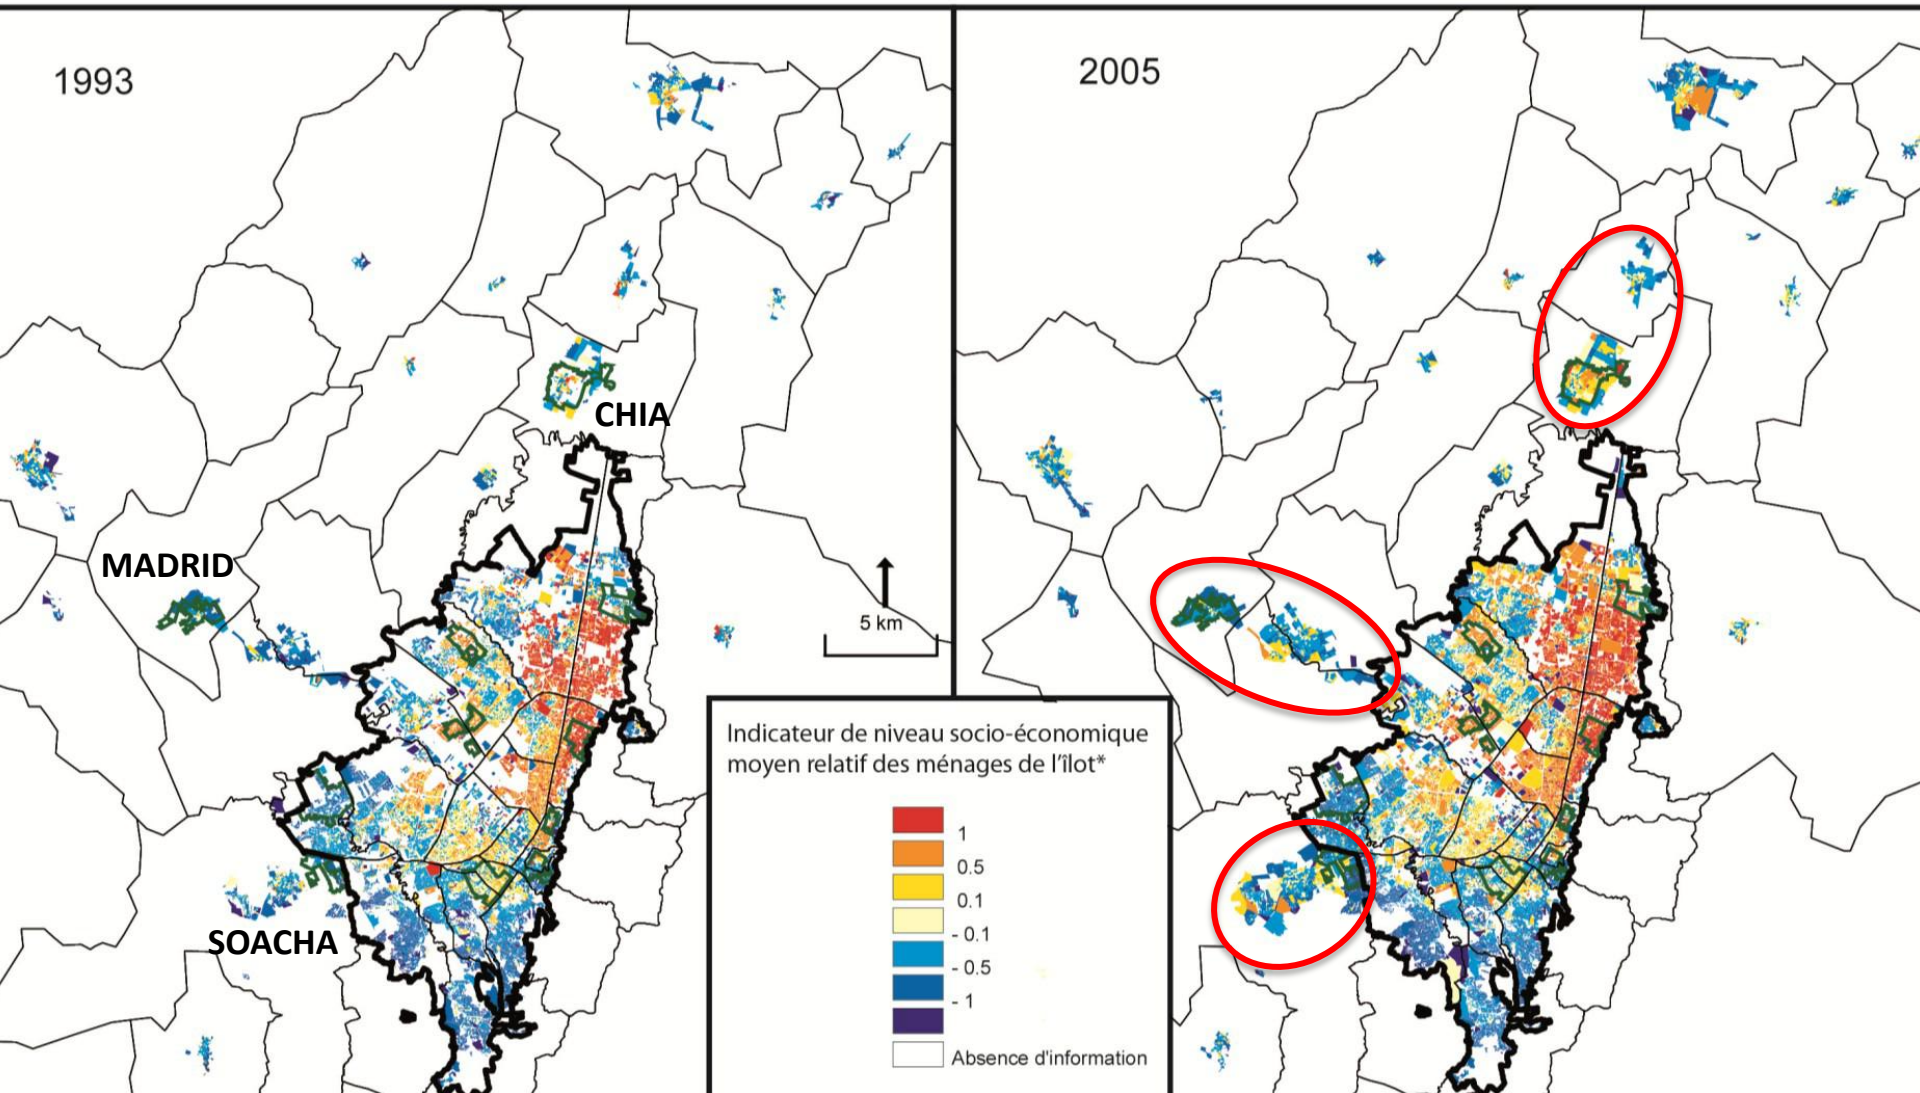 1993
2005
CHIA
MADRID
5 km
SOACHA
Indicateur de niveau socio-économique
moyen relatif des ménages de l'îlot*
1
0.5
0.1
- 0.1
- 0.5
- 1
Absence d'information